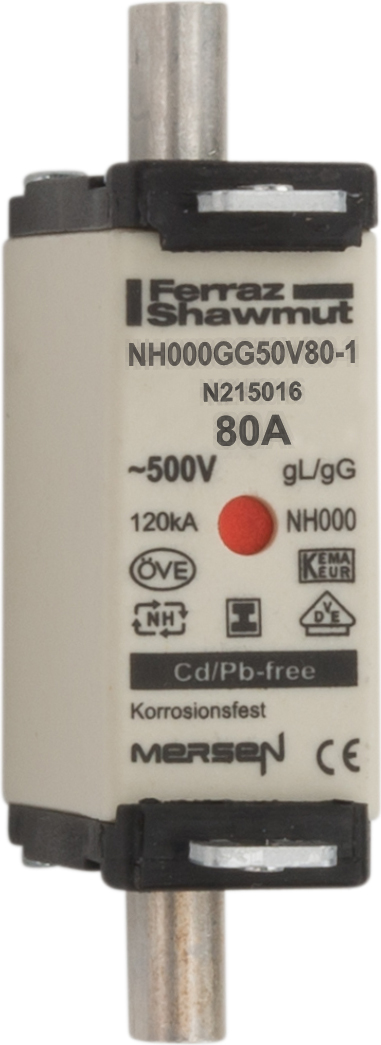 Ferraz
Shawmut
NH000GG50V80-1
N215016
80A
~500V gL/gG
120kA NH000
ÖVE KEMA
KEUR
NH VDE
Cd/Pb-free
Korrosionsfest
MERSEN CE